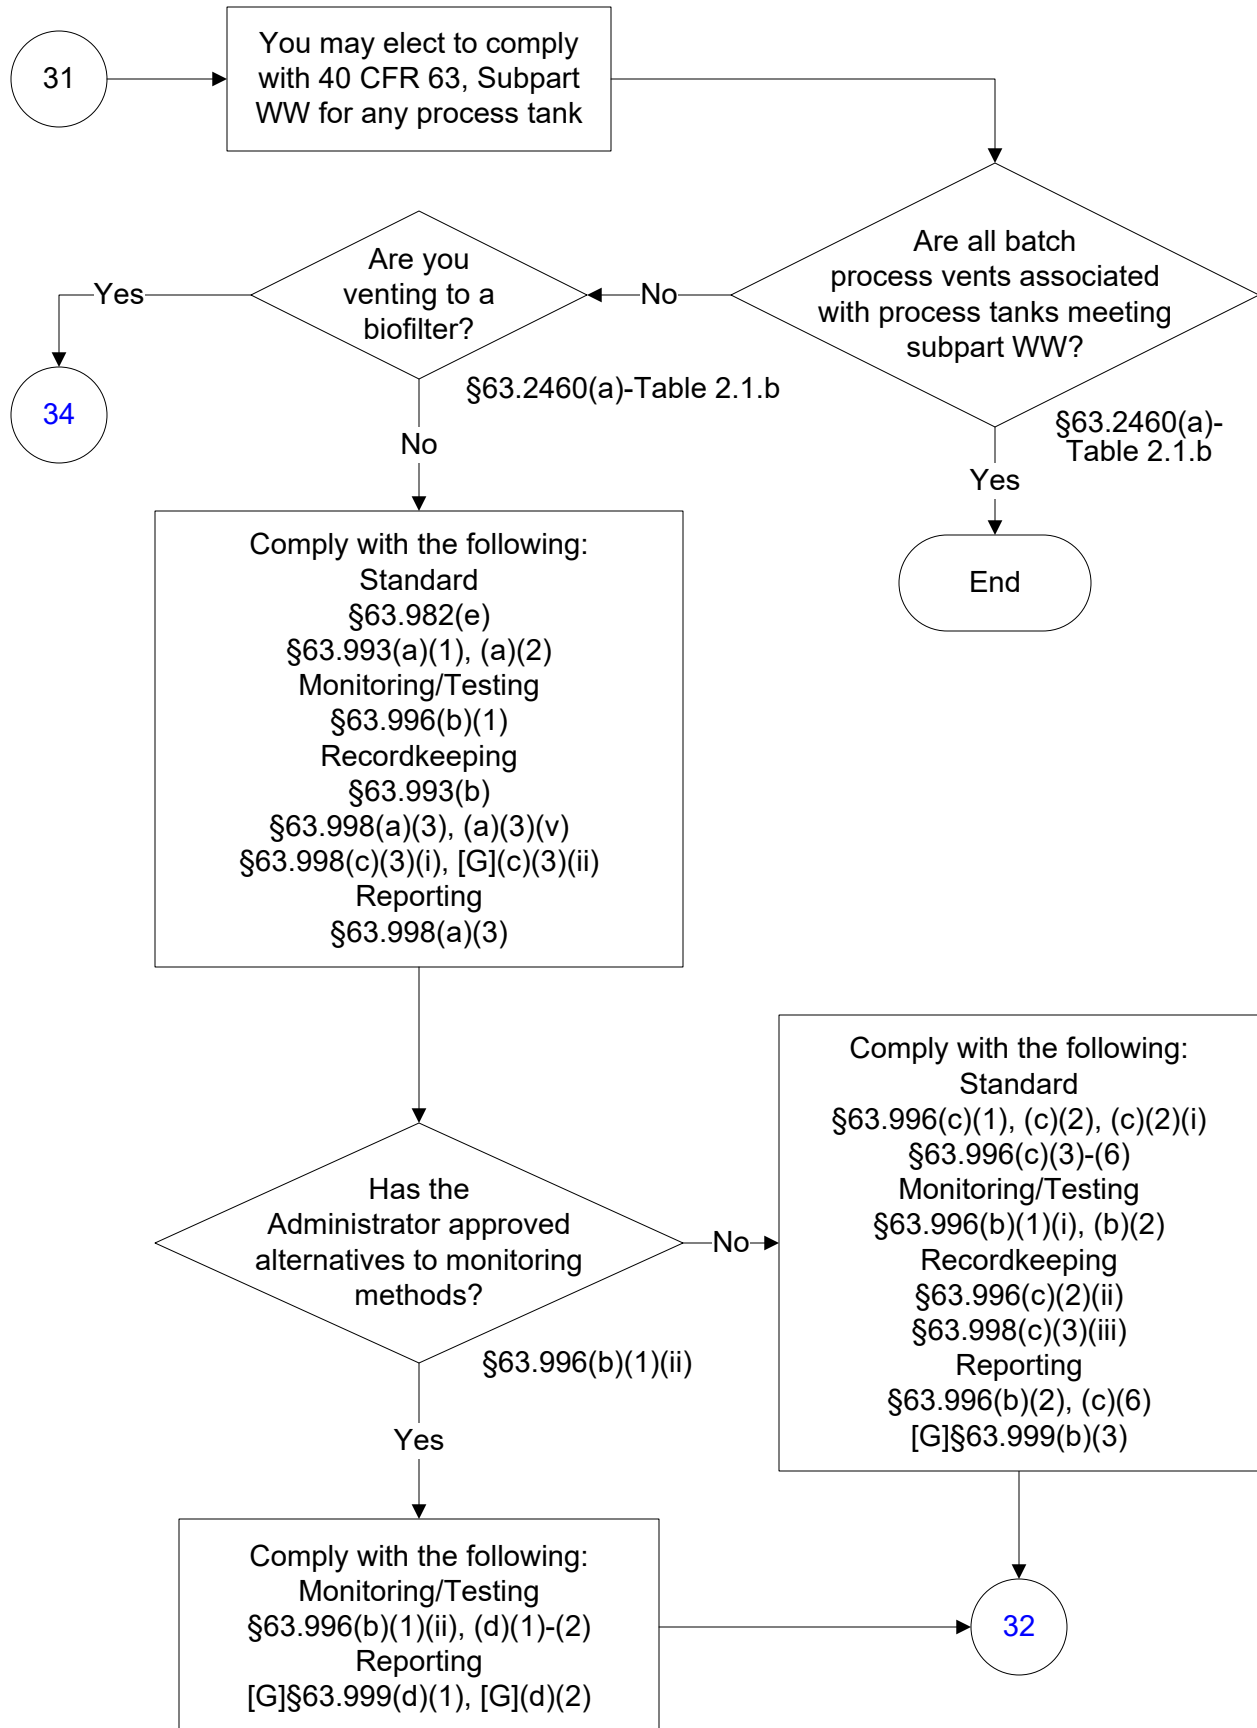 31
You may elect to comply
with 40 CFR 63, Subpart
WW for any process tank
Are all batch
process vents associated
with process tanks meeting
subpart WW?
§63.2460(a)-
Table 2.1.b
Yes
End
No
Are you
venting to a
biofilter?
§63.2460(a)-Table 2.1.b
Yes
34
No
Comply with the following:
Standard
§63.982(e)
§63.993(a)(1), (a)(2)
Monitoring/Testing
§63.996(b)(1)
Recordkeeping
§63.993(b)
§63.998(a)(3), (a)(3)(v)
§63.998(c)(3)(i), [G](c)(3)(ii)
Reporting
§63.998(a)(3)
Has the
Administrator approved
alternatives to monitoring
methods?
§63.996(b)(1)(ii)
No
Comply with the following:
Standard
§63.996(c)(1), (c)(2), (c)(2)(i)
§63.996(c)(3)-(6)
Monitoring/Testing
§63.996(b)(1)(i), (b)(2)
Recordkeeping
§63.996(c)(2)(ii)
§63.998(c)(3)(iii)
Reporting
§63.996(b)(2), (c)(6)
[G]§63.999(b)(3)
Yes
Comply with the following:
Monitoring/Testing
§63.996(b)(1)(ii), (d)(1)-(2)
Reporting
[G]§63.999(d)(1), [G](d)(2)
32